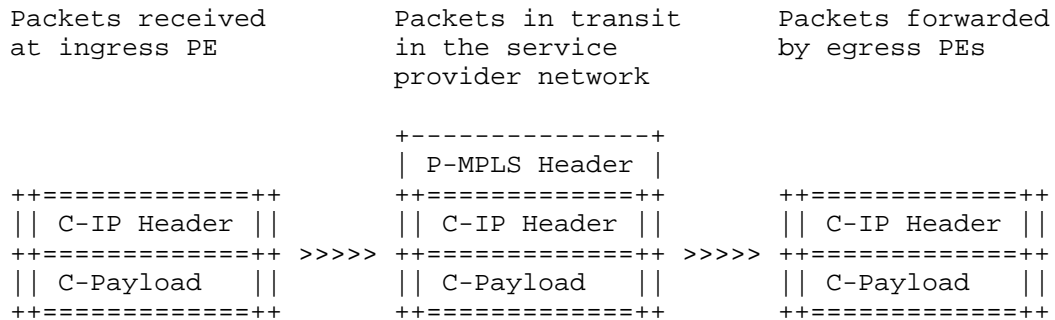 Packets received        Packets in transit      Packets forwarded
at ingress PE           in the service          by egress PEs
                        provider network

                        +---------------+
                        | P-MPLS Header |
++=============++       ++=============++       ++=============++
|| C-IP Header ||       || C-IP Header ||       || C-IP Header ||
++=============++ >>>>> ++=============++ >>>>> ++=============++
|| C-Payload   ||       || C-Payload   ||       || C-Payload   ||
++=============++       ++=============++       ++=============++